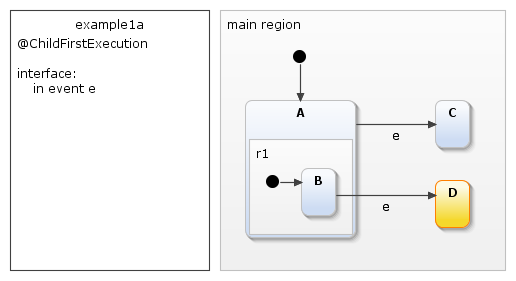 example1a
@ChildFirstExecution
interface:
in event e
main region
A
C
e
r1
B
D
e